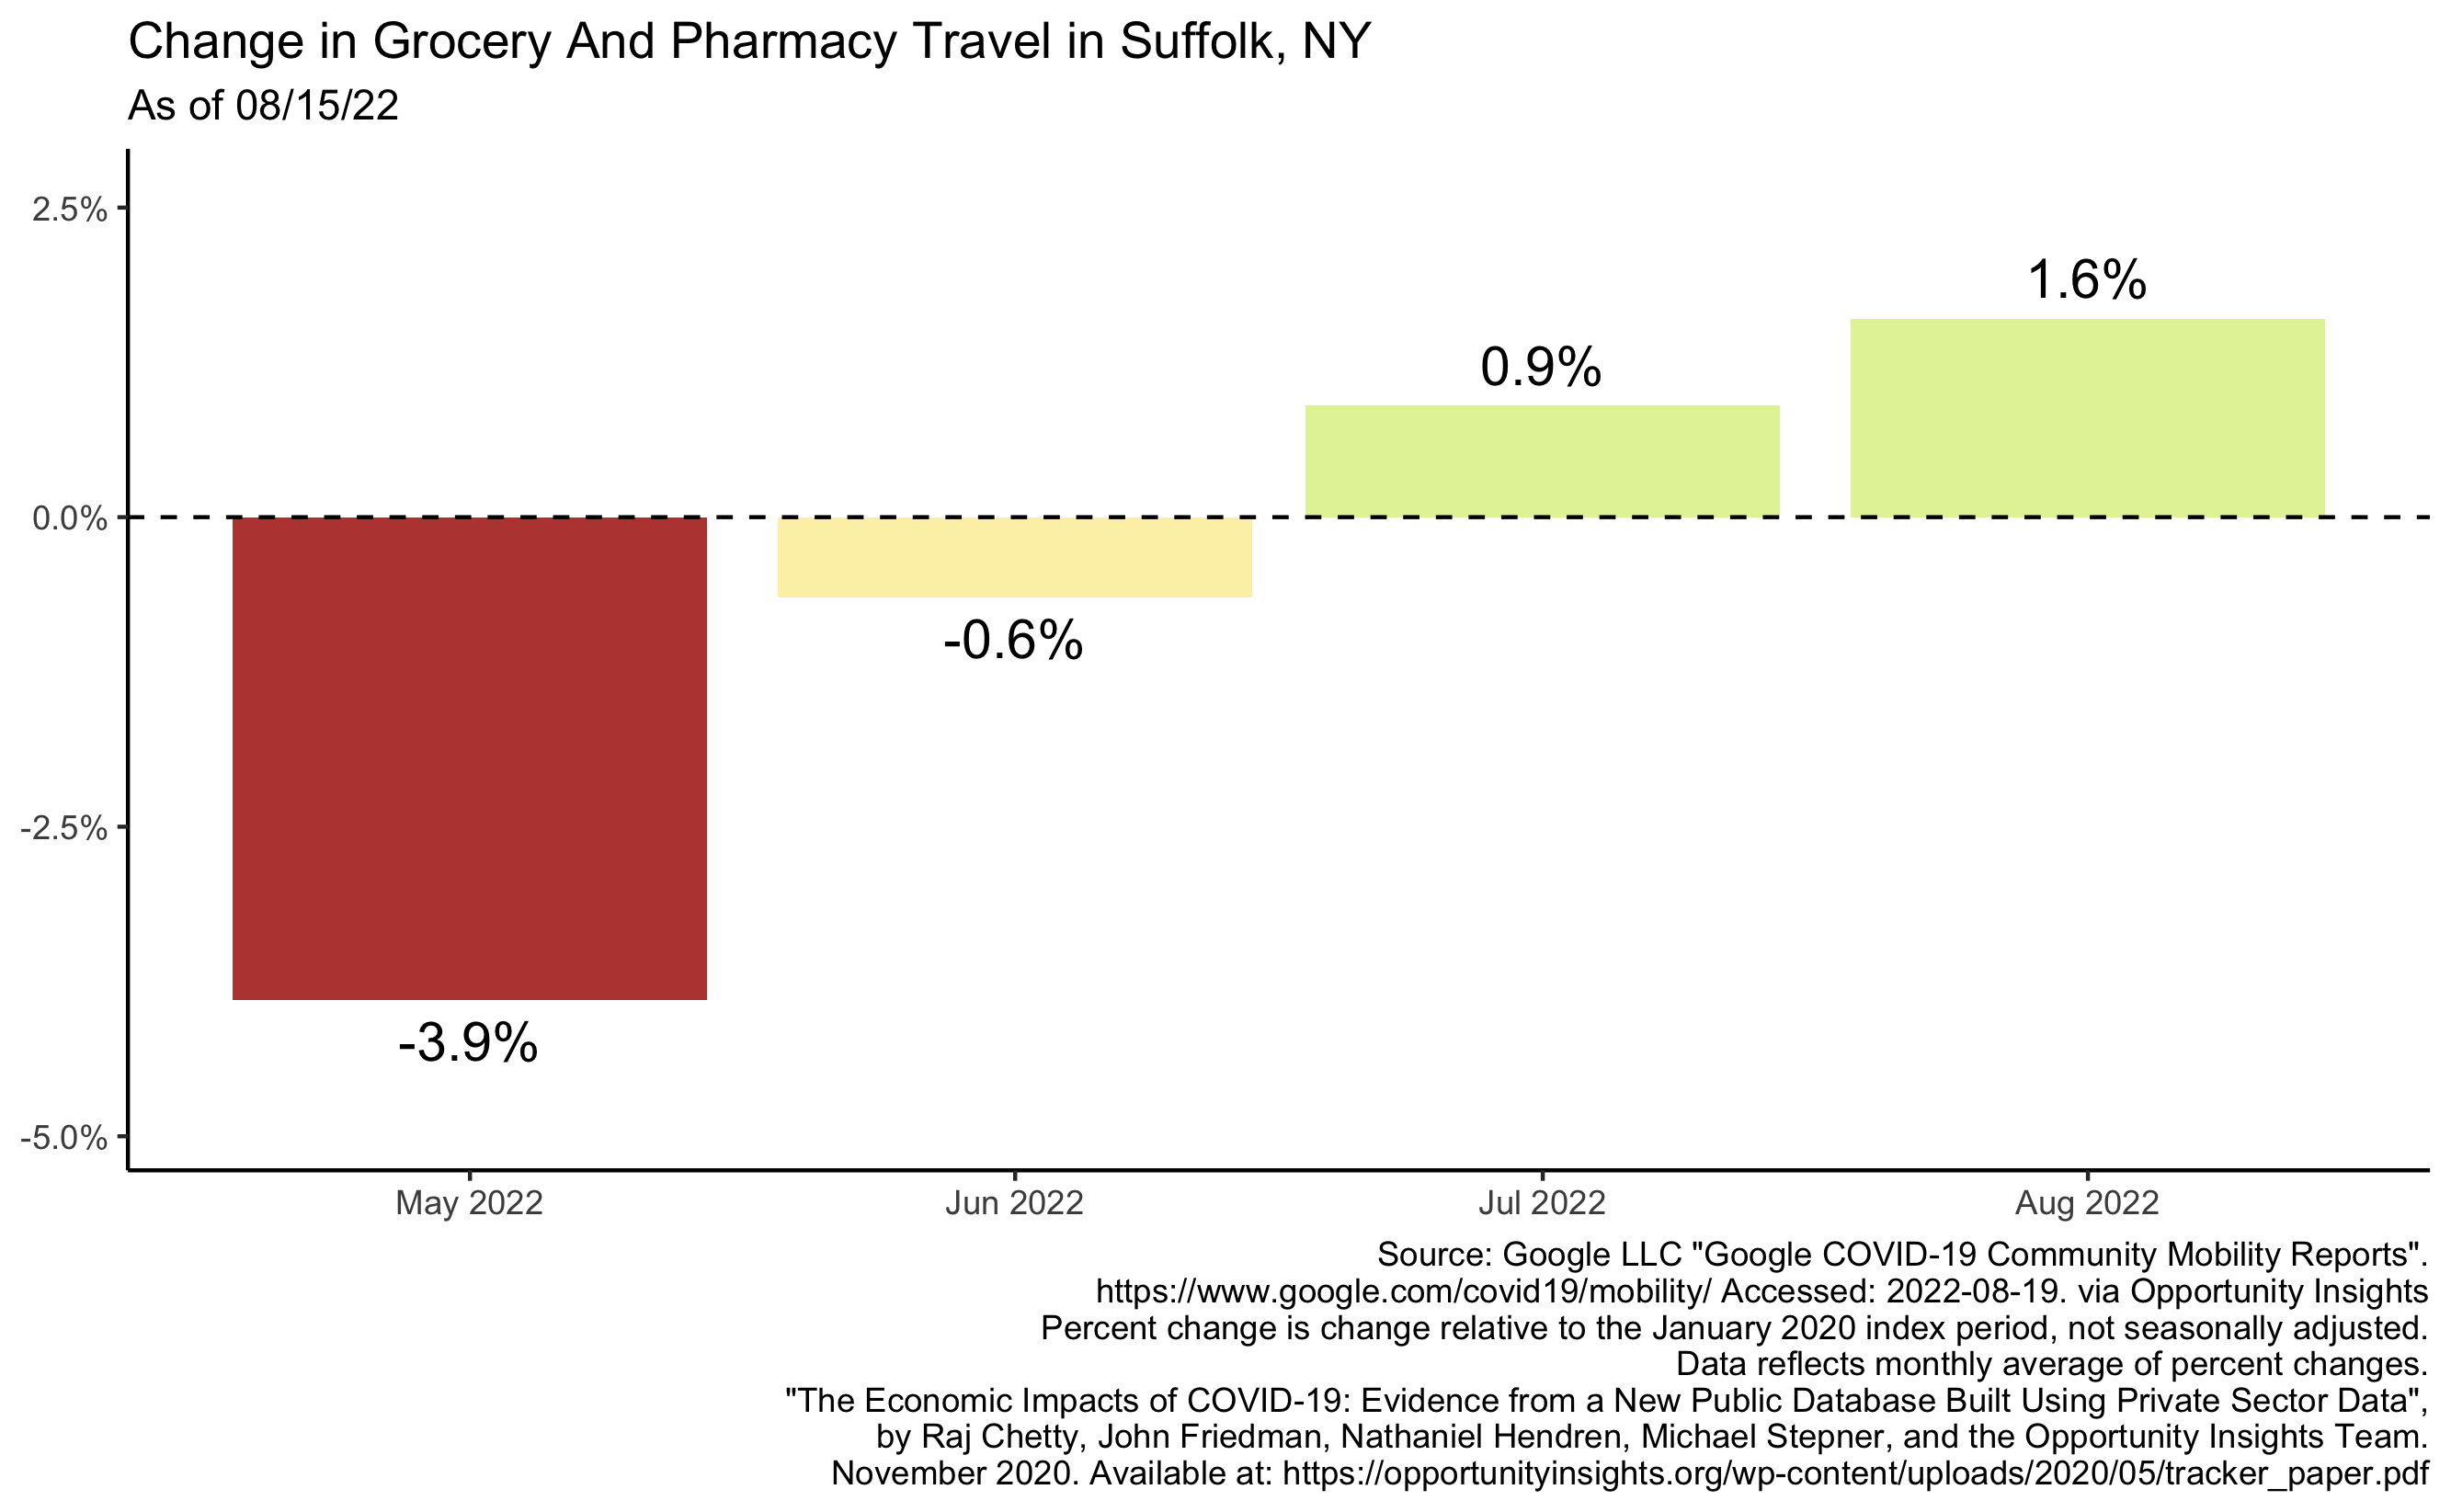 Change in Grocery And Pharmacy Travel in Suffolk, NY
As of 08/15/22
2.5%
0.0%
-2.5%
-5.0%
-3.9%
-0.6%
0.9%
1.6%
May 2022
Jun 2022
Jul 2022
Aug 2022
Source: Google LLC "Google COVID-19 Community Mobility Reports".
https://www.google.com/covid19/mobility/ Accessed: 2022-08-19. via Opportunity Insights
Percent change is change relative to the January 2020 index period, not seasonally adjusted.
Data reflects monthly average of percent changes.
"The Economic Impacts of COVID-19: Evidence from a New Public Database Built Using Private Sector Data",
by Raj Chetty, John Friedman, Nathaniel Hendren, Michael Stepner, and the Opportunity Insights Team.
November 2020. Available at: https://opportunityinsights.org/wp-content/uploads/2020/05/tracker_paper.pdf